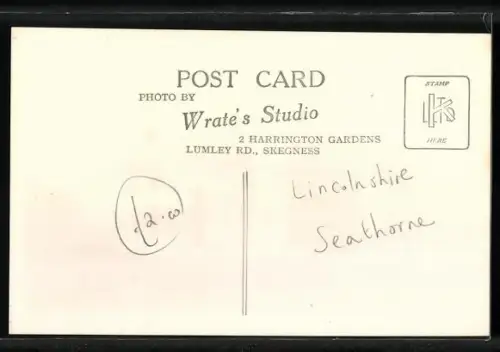 POST CARD
PHOTO BY
Wrate's Studio
2 HARRINGTON GARDENS
LUMLEY RD., SKEGNESS
STAMP
HERE
Lincolnshire
Seathorne
£2.00